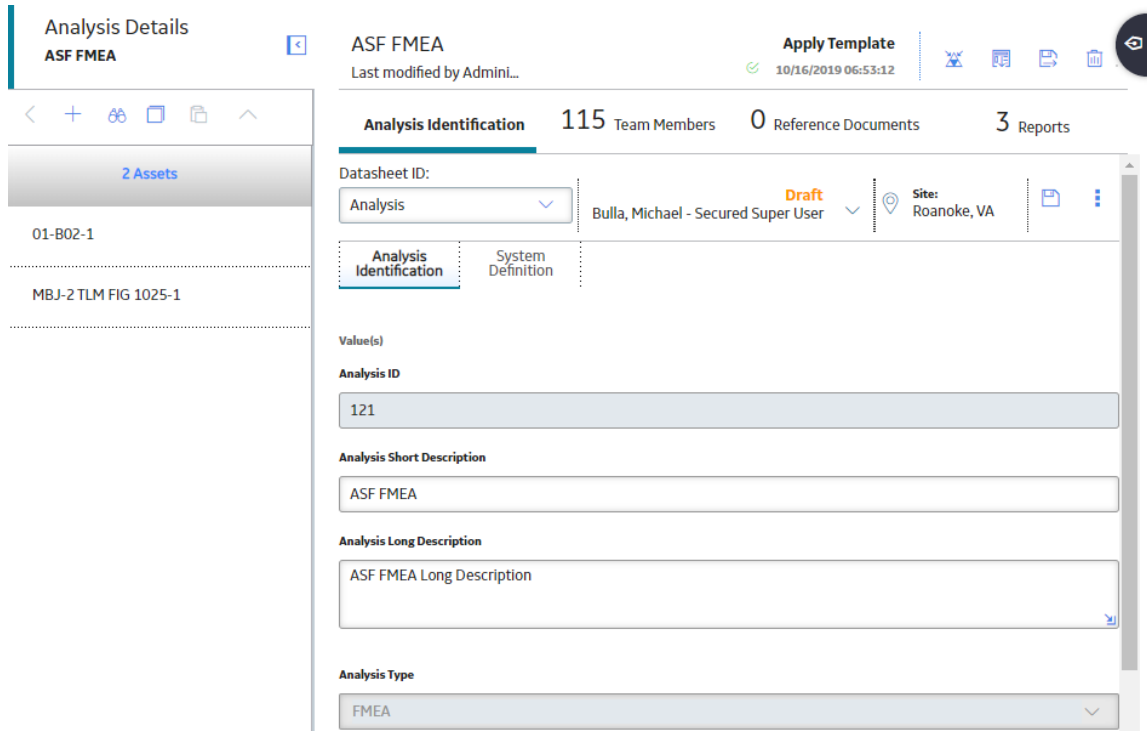 Analysis Details
ASF FMEA
2 Assets
01-B02-1
MBJ-2 TLM FIG 1025-1
ASF FMEA
Last modified by Admini...
Apply Template
10/16/2019 06:53:12
Analysis Identification
115 Team Members
0 Reference Documents
3 Reports
Datasheet ID:
Analysis
Draft
Bulla, Michael - Secured Super User
Site:
Roanoke, VA
Analysis
Identification
System
Definition
Value(s)
Analysis ID
121
Analysis Short Description
ASF FMEA
Analysis Long Description
ASF FMEA Long Description
Analysis Type
FMEA